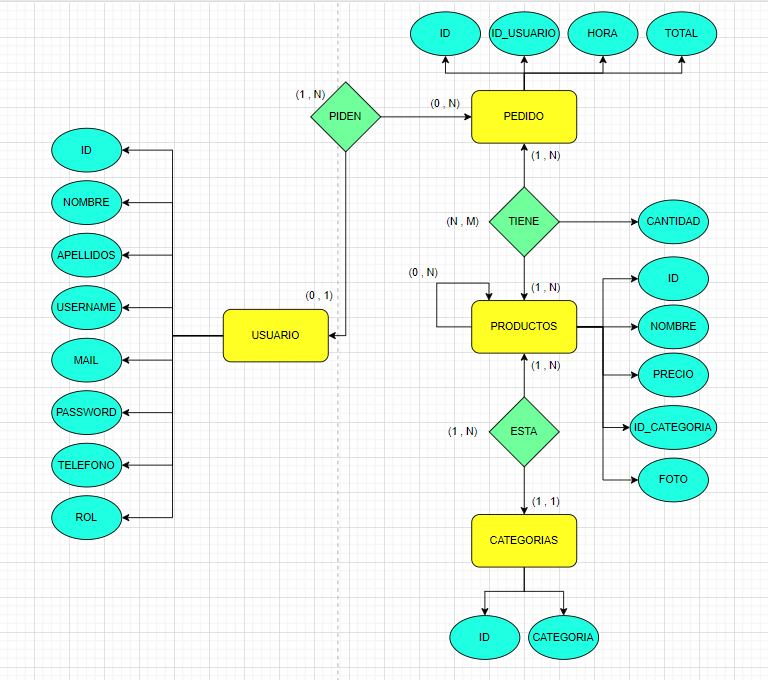 ID
ID_USUARIO
HORA
TOTAL
(1 , N)
(0 , N)
PIDEN
PEDIDO
(1 , N)
ID
NOMBRE
APELLIDOS
USERNAME
MAIL
PASSWORD
TELEFONO
ROL
(0 , 1)
USUARIO
(N , M)
TIENE
CANTIDAD
(0 , N)
(1 , N)
PRODUCTOS
ID
NOMBRE
PRECIO
ID_CATEGORIA
FOTO
(1 , N)
(1 , N)
ESTA
(1 , 1)
CATEGORIAS
ID
CATEGORIA